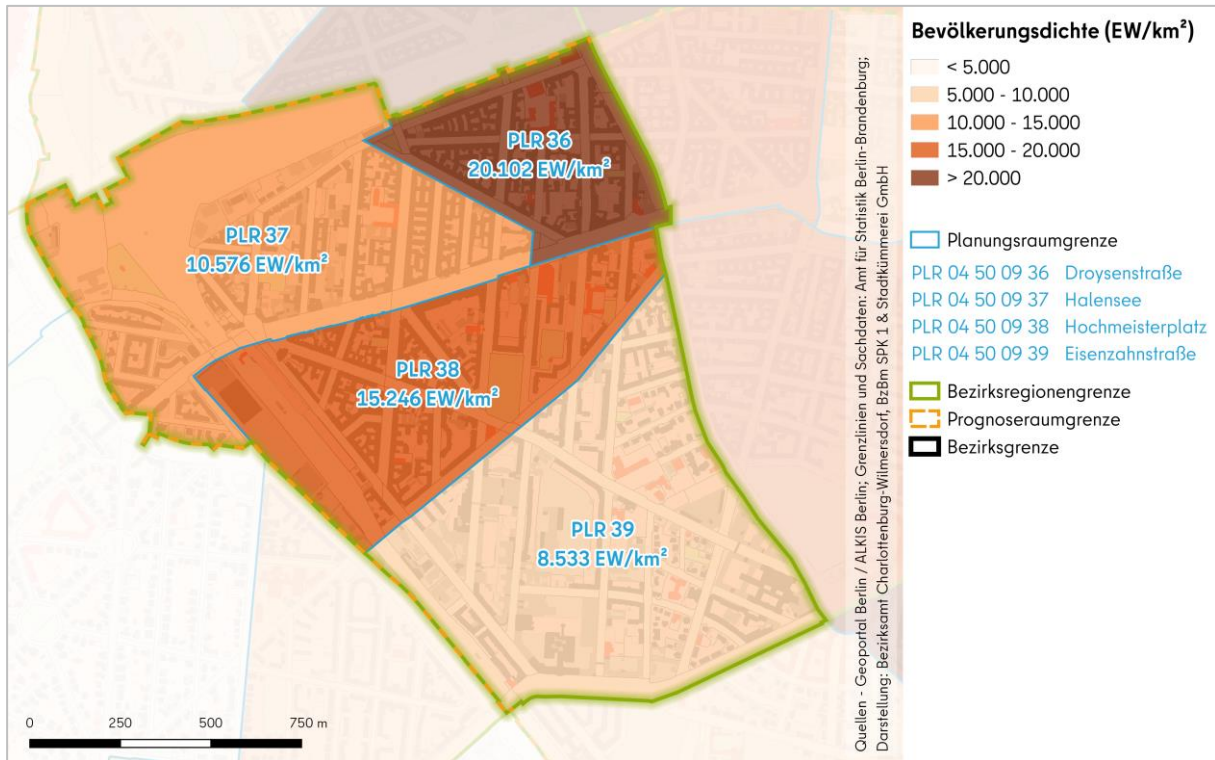 PLR 36
20.102 EW/km²
PLR 37
10.576 EW/km²
PLR 38
15.246 EW/km²
PLR 39
8.533 EW/km²
0 250 500 750 m
Quellen - Geoportal Berlin / ALKIS Berlin; Grenzlinien und Sachdaten: Amt für Statistik Berlin-Brandenburg;
Darstellung: Bezirksamt Charlottenburg-Wilmersdorf, BzBm SPK 1 & Stadtkümmerei GmbH
Bevölkerungsdichte (EW/km²)
< 5.000
5.000 - 10.000
10.000 - 15.000
15.000 - 20.000
> 20.000
Planungsraumgrenze
PLR 04 50 09 36 Droysenstraße
PLR 04 50 09 37 Halensee
PLR 04 50 09 38 Hochmeisterplatz
PLR 04 50 09 39 Eisenzahnstraße
Bezirksregionengrenze
Prognoseraumgrenze
Bezirksgrenze